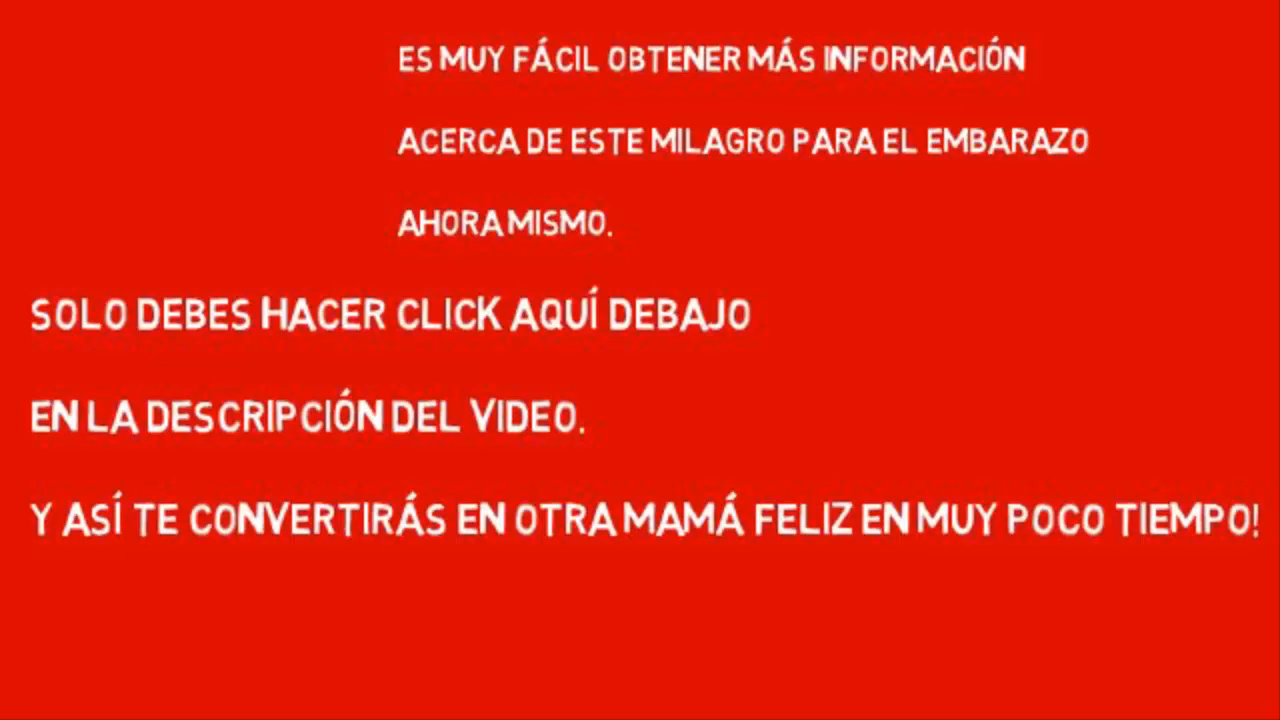 ES MUY FÁCIL OBTENER MÁS INFORMACIÓN
ACERCA DE ESTE MILAGRO PARA EL EMBARAZO
AHORA MISMO.
SOLO DEBES HACER CLICK AQUÍ DEBAJO
EN LA DESCRIPCIÓN DEL VIDEO.
Y ASÍ TE CONVERTIRÁS EN OTRA MAMÁ FELIZ EN MUY POCO TIEMPO!